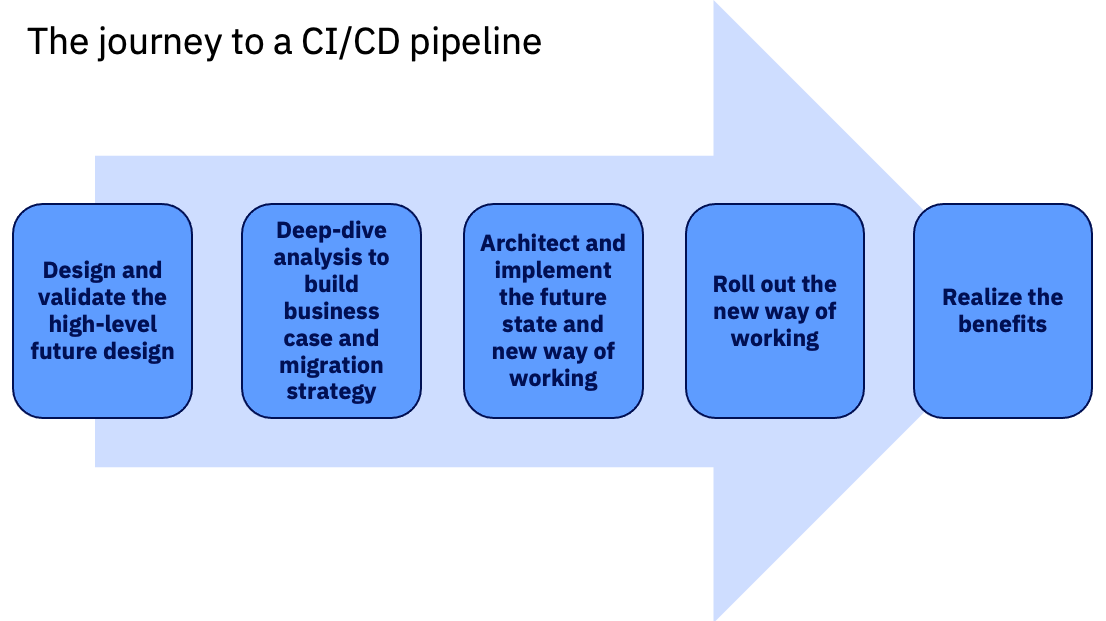 The journey to a CI/CD pipeline
Design and
validate the
high-level
future design
Deep-dive
analysis to
build
business
case and
migration
strategy
Architect and
implement
the future
state and
new way of
working
Roll out the
new way of
working
Realize the
benefits